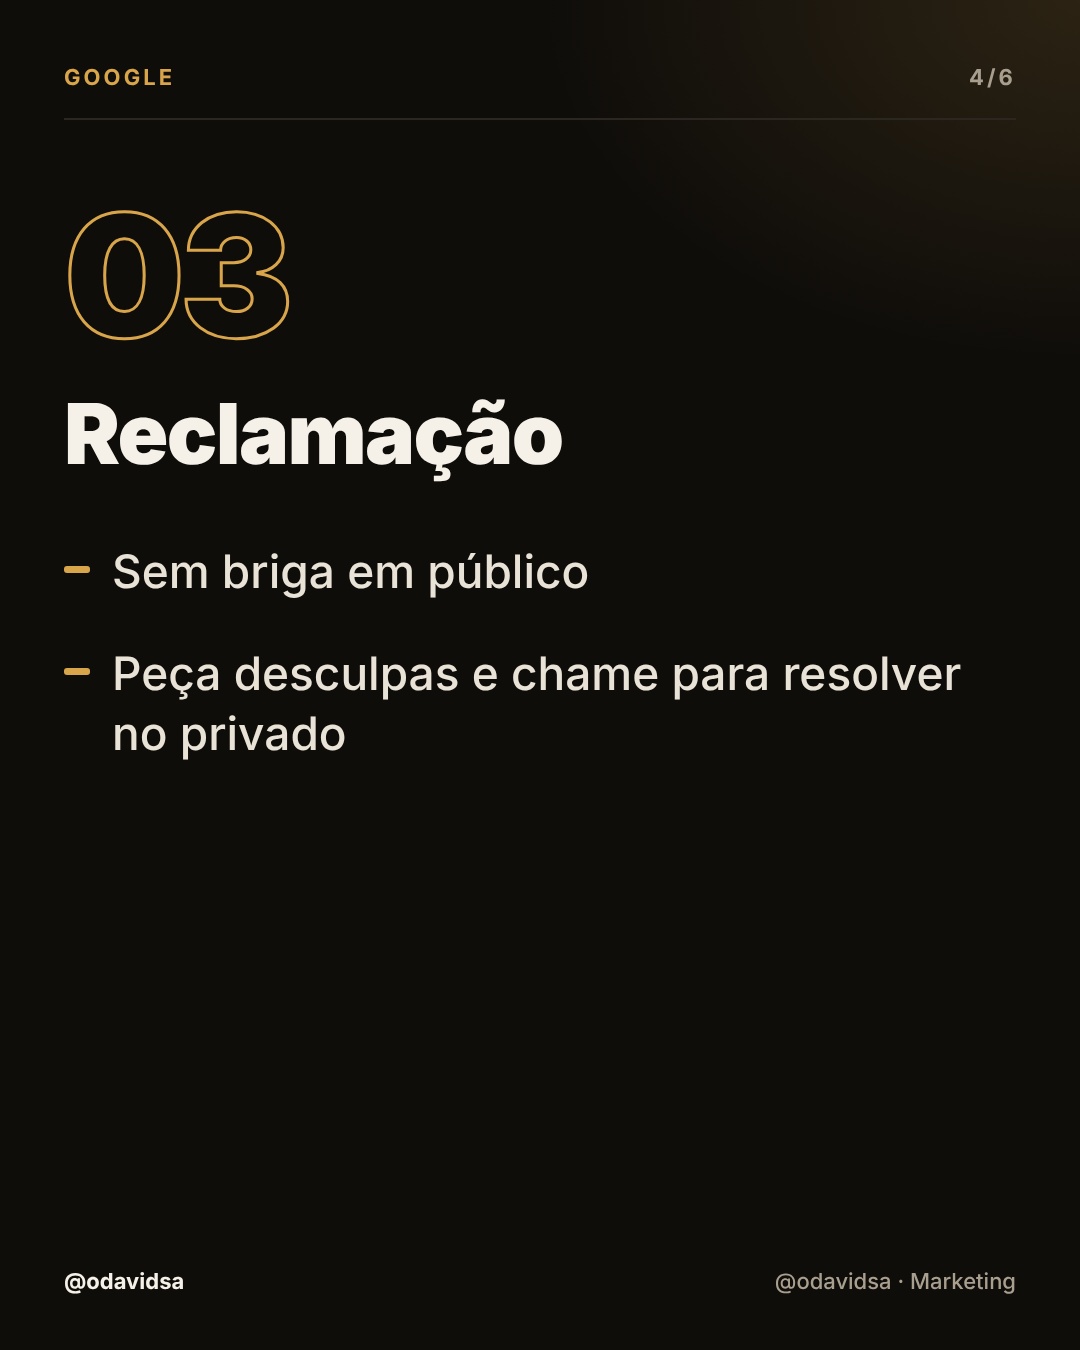 GOOGLE
4/6
03
Reclamação
Sem briga em público
Peça desculpas e chame para resolver
no privado
@odavidsa
@odavidsa · Marketing